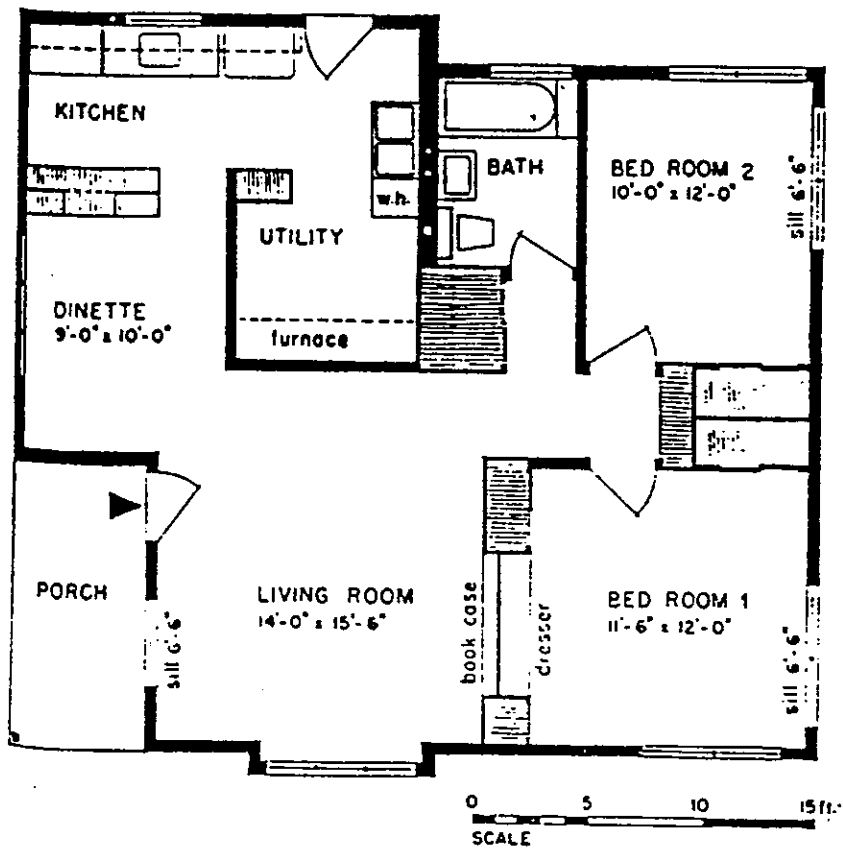 KITCHEN
w.h.
BATH
BED ROOM 2
10'-0" x 12'-0"
sill 6'-6"
UTILITY
DINETTE
9'-0" x 10'-0"
furnace
PORCH
LIVING ROOM
14'-0" x 15'-6"
sill 6'-6"
book case
dresser
BED ROOM 1
11'-6" x 12'-0"
sill 6'-6"
0 5 10 15 ft.
SCALE